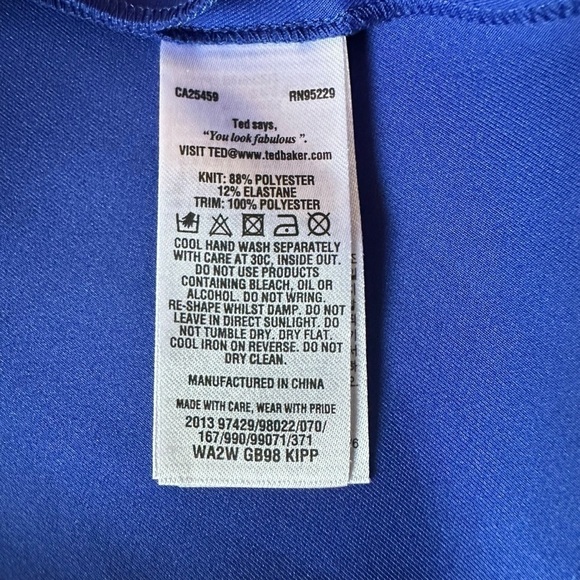 CA25459 RN95229
Ted says,
"You look fabulous".
VISIT TED@www.tedbaker.com
KNIT: 88% POLYESTER
12% ELASTANE
TRIM: 100% POLYESTER
COOL HAND WASH SEPARATELY
WITH CARE AT 30C, INSIDE OUT.
DO NOT USE PRODUCTS
CONTAINING BLEACH, OIL OR
ALCOHOL. DO NOT WRING.
RE-SHAPE WHILST DAMP. DO NOT
LEAVE IN DIRECT SUNLIGHT. DO
NOT TUMBLE DRY. DRY FLAT.
COOL IRON ON REVERSE. DO NOT
DRY CLEAN.
MANUFACTURED IN CHINA
MADE WITH CARE, WEAR WITH PRIDE
2013 97429/98022/070/
167/990/99071/371
WA2W GB98 KIPP